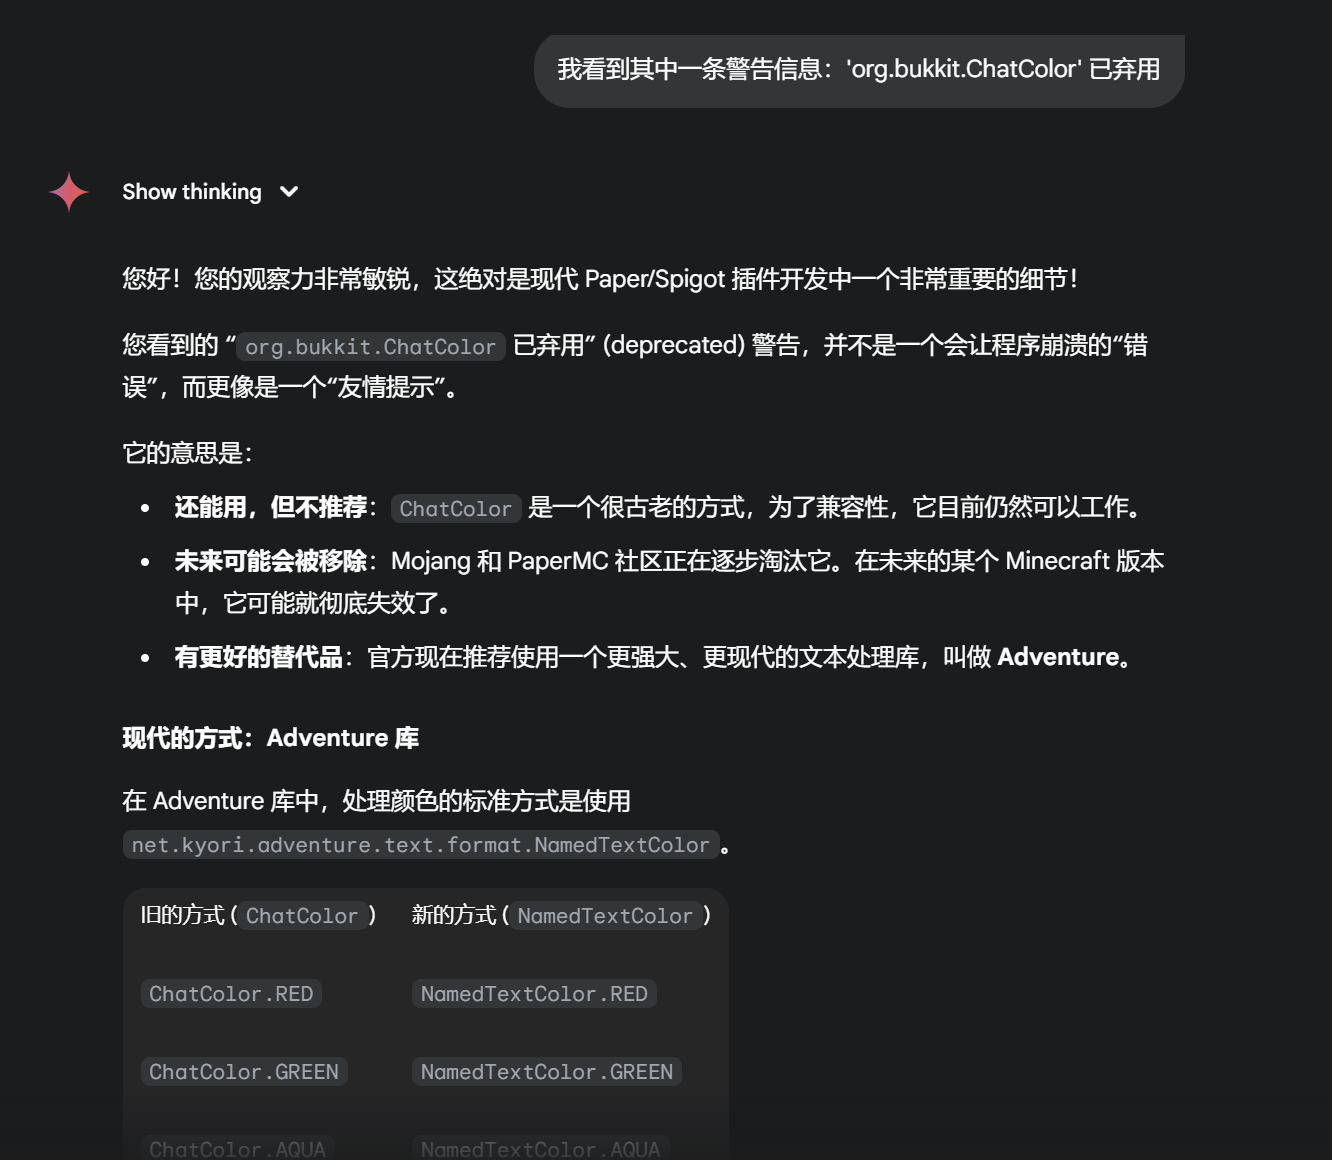 我看到其中一条警告信息：'org.bukkit.ChatColor' 已弃用
Show thinking
您好！您的观察力非常敏锐，这绝对是现代 Paper/Spigot 插件开发中一个非常重要的细节！
您看到的 “org.bukkit.ChatColor 已弃用” (deprecated) 警告，并不是一个会让程序崩溃的“错
误”，而更像是一个“友情提示”。
它的意思是：
• 还能用，但不推荐：ChatColor 是一个很古老的方式，为了兼容性，它目前仍然可以工作。
• 未来可能会被移除：Mojang 和 PaperMC 社区正在逐步淘汰它。在未来的某个 Minecraft 版本
中，它可能就彻底失效了。
• 有更好的替代品：官方现在推荐使用一个更强大、更现代的文本处理库，叫做 Adventure。
现代的方式：Adventure 库
在 Adventure 库中，处理颜色的标准方式是使用
net.kyori.adventure.text.format.NamedTextColor。
旧的方式 (ChatColor) 新的方式 (NamedTextColor)
ChatColor.RED NamedTextColor.RED
ChatColor.GREEN NamedTextColor.GREEN
ChatColor.AQUA NamedTextColor.AQUA